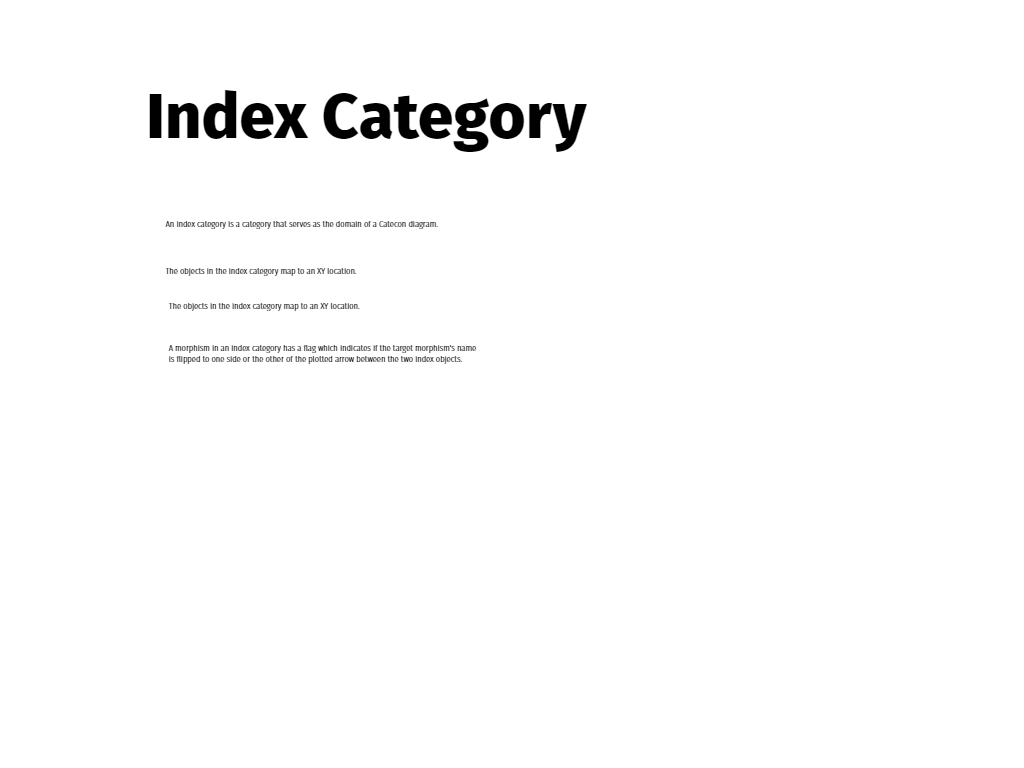 Index Category
An index category is a category that serves as the domain of a Catecon diagram.
The objects in the index category map to an XY location.
The objects in the index category map to an XY location.
A morphism in an index category has a flag which indicates if the target morphism's name
is flipped to one side or the other of the plotted arrow between the two index objects.